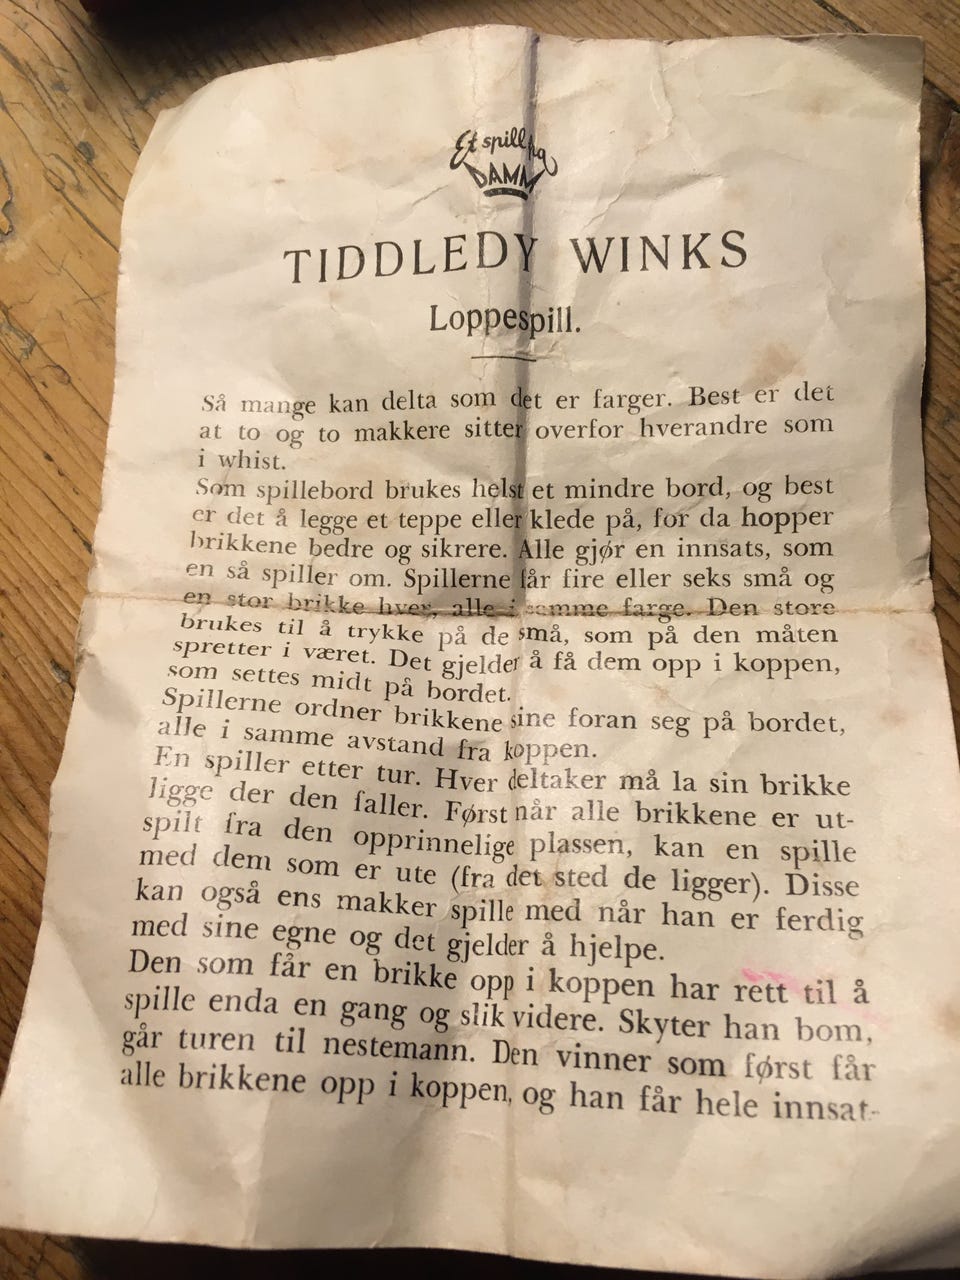 Et spill fra
DAMM
TIDDLEDY WINKS
Loppespill.
Så mange kan delta som det er farger. Best er det
at to og to makkere sitter overfor hverandre som
i whist.
Som spillebord brukes helst et mindre bord, og best
er det å legge et teppe eller klede på, for da hopper
brikkene bedre og sikrere. Alle gjør en innsats, som
en så spiller om. Spillerne får fire eller seks små og
en stor brikke hver, alle i samme farge. Den store
brukes til å trykke på de små, som på den måten
spretter i været. Det gjelder å få dem opp i koppen,
som settes midt på bordet.
Spillerne ordner brikkene sine foran seg på bordet,
alle i samme avstand fra koppen.
En spiller etter tur. Hver deltaker må la sin brikke
ligge der den faller. Først når alle brikkene er ut-
spilt fra den opprinnelige plassen, kan en spille
med dem som er ute (fra det sted de ligger). Disse
kan også ens makker spille med når han er ferdig
med sine egne og det gjelder å hjelpe.
Den som får en brikke opp i koppen har rett til å
spille enda en gang og slik videre. Skyter han bom,
går turen til nestemann. Den vinner som først får
alle brikkene opp i koppen, og han får hele innsat-